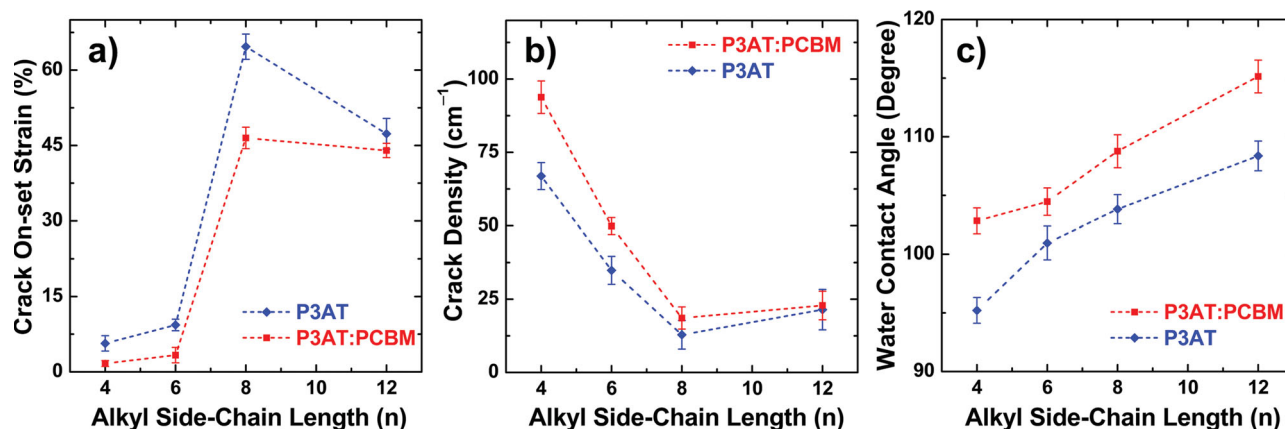 a)
Crack On-set Strain (%)
60
45
30
15
0
P3AT
P3AT:PCBM
4 6 8 10 12
Alkyl Side-Chain Length (n)
b)
P3AT:PCBM
P3AT
Crack Density (cm⁻¹)
100
75
50
25
0
4 6 8 10 12
Alkyl Side-Chain Length (n)
c)
Water Contact Angle (Degree)
120
110
100
90
P3AT:PCBM
P3AT
4 6 8 10 12
Alkyl Side-Chain Length (n)